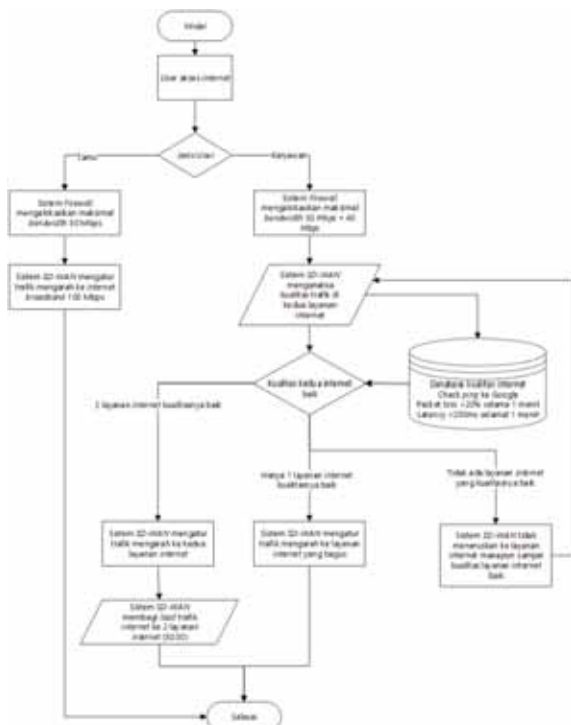 Mulai
User akses internet
Jenis User
Tamu
Karyawan
Sistem Firewall
mengalokasikan maksimal
bandwidth 50 Mbps
Sistem Firewall
mengalokasikan maksimal
bandwidth
Mbps
Sistem SD-WAN mengatur
trafik mengarah ke internet
broadband 100 Mbps
Sistem SD-WAN
menganalisa
kualitas trafik di
kedua layanan
internet
Kualitas kedua internet
baik
kualitas internet
Check ping ke Google
Packet loss <20% selama 1 menit
Latency <200ms selama 1 menit
2 layanan internet kualitasnya baik
Hanya 1 layanan internet
kualitasnya baik
Tidak ada layanan internet
yang kualitasnya baik
Sistem SD-WAN mengatur
trafik mengarah ke kedua
layanan internet
Sistem SD-WAN mengatur
trafik mengarah ke layanan
internet yang bagus
Sistem SD-WAN tidak
meneruskan ke layanan
internet manapun sampai
kualitas layanan internet
baik
Sistem SD-WAN
membagi load trafik
internet ke 2 layanan
internet
Selesai